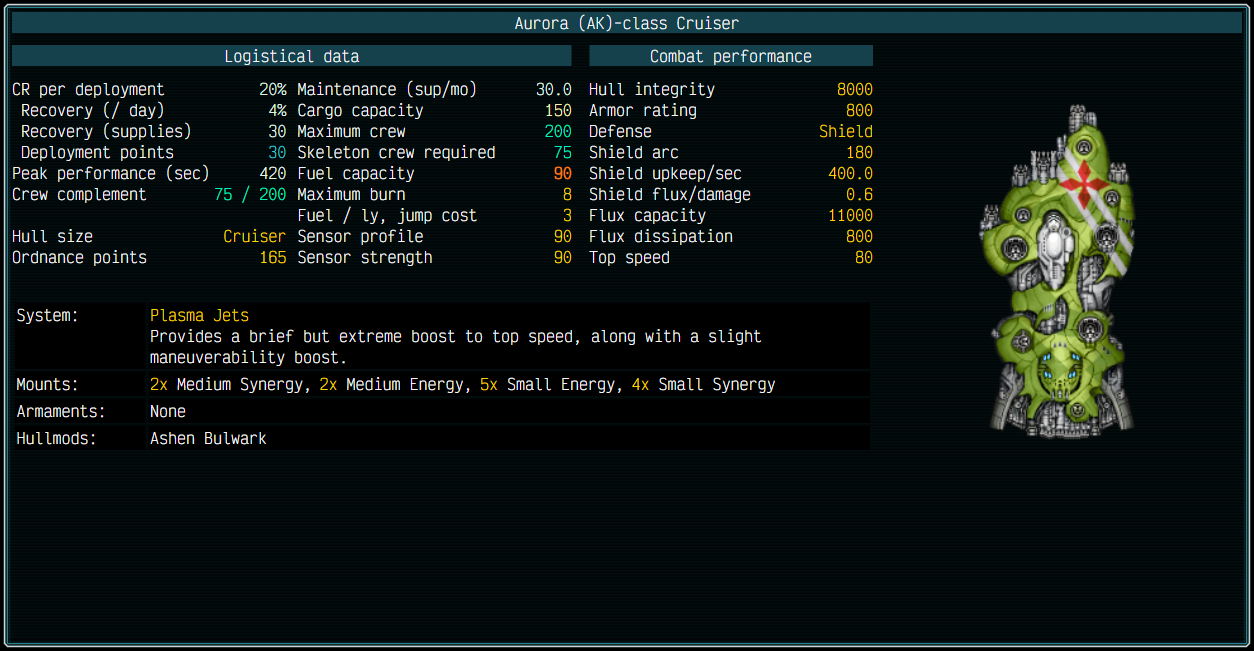 Aurora (AK)-class Cruiser
Logistical data
Combat performance
CR per deployment 20% Maintenance (sup/mo) 30.0 Hull integrity 8000
Recovery (/ day) 4% Cargo capacity 150 Armor rating 800
Recovery (supplies) 30 Maximum crew 200 Defense Shield
Deployment points 30 Skeleton crew required 75 Shield arc 180
Peak performance (sec) 420 Fuel capacity 90 Shield upkeep/sec 400.0
Crew complement 75 / 200 Maximum burn 8 Shield flux/damage 0.6
Fuel / ly, jump cost 3 Flux capacity 11000
Hull size Cruiser Sensor profile 90 Flux dissipation 800
Ordnance points 165 Sensor strength 90 Top speed 80
System: Plasma Jets
Provides a brief but extreme boost to top speed, along with a slight
maneuverability boost.
Mounts: 2x Medium Synergy, 2x Medium Energy, 5x Small Energy, 4x Small Synergy
Armaments: None
Hullmods: Ashen Bulwark